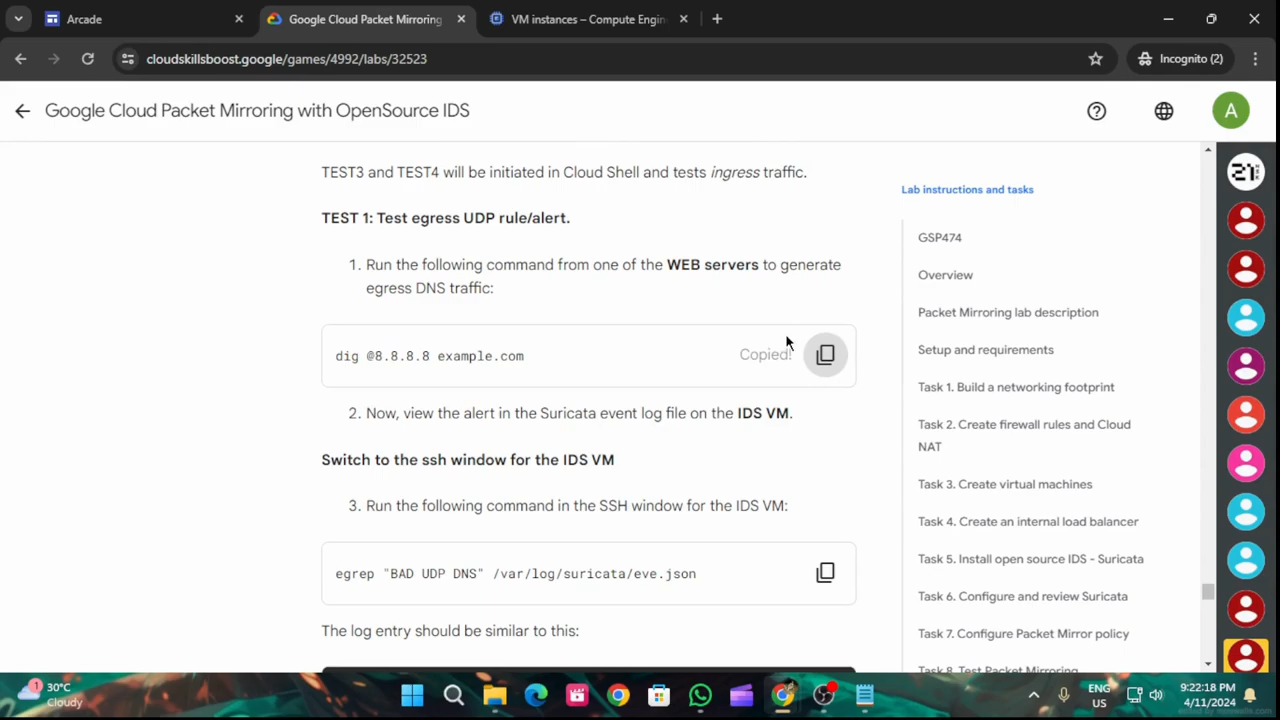 Arcade
Google Cloud Packet Mirroring
VM instances – Compute Engin
cloudskillsboost.google/games/4992/labs/32523
Incognito (2)
Google Cloud Packet Mirroring with OpenSource IDS
A
TEST3 and TEST4 will be initiated in Cloud Shell and tests ingress traffic.
TEST 1: Test egress UDP rule/alert.
1. Run the following command from one of the WEB servers to generate
egress DNS traffic:
dig @8.8.8.8 example.com
Copied!
2. Now, view the alert in the Suricata event log file on the IDS VM.
Switch to the ssh window for the IDS VM
3. Run the following command in the SSH window for the IDS VM:
egrep "BAD UDP DNS" /var/log/suricata/eve.json
The log entry should be similar to this:
Lab instructions and tasks
GSP474
Overview
Packet Mirroring lab description
Setup and requirements
Task 1. Build a networking footprint
Task 2. Create firewall rules and Cloud
NAT
Task 3. Create virtual machines
Task 4. Create an internal load balancer
Task 5. Install open source IDS - Suricata
Task 6. Configure and review Suricata
Task 7. Configure Packet Mirror policy
Task 8. Test Packet Mirroring
1
30°C
Cloudy
ENG
US
9:22:18 PM
4/11/2024